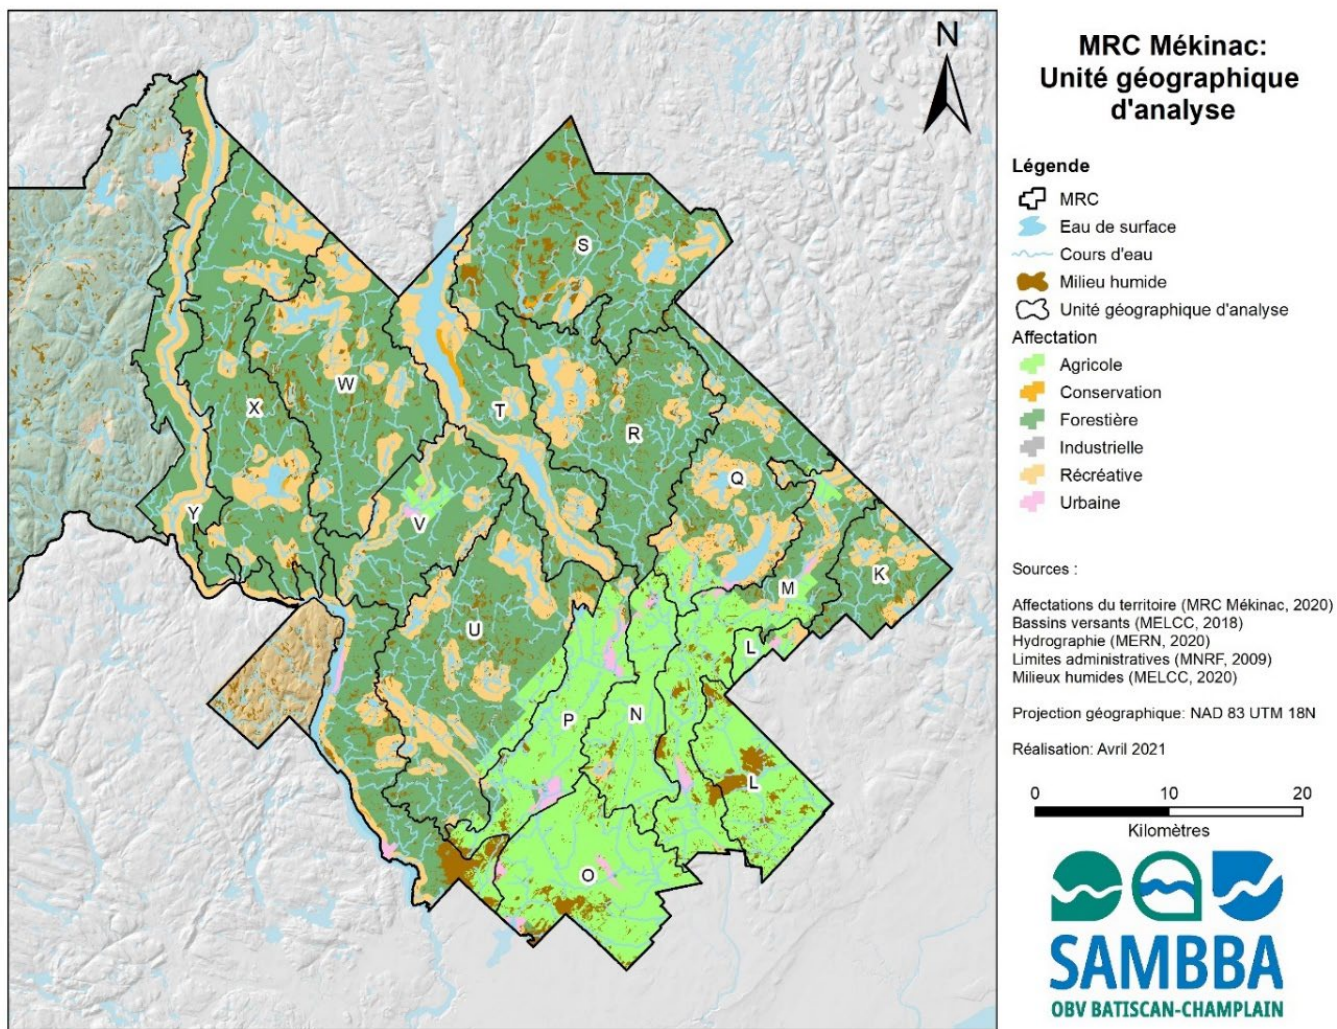 N
S
W
X
T
R
Q
V
Y
K
M
U
L
P
N
L
O
MRC Mékinac:
Unité géographique
d'analyse
Légende
MRC
Eau de surface
Cours d'eau
Milieu humide
Unité géographique d'analyse
Affectation
Agricole
Conservation
Forestière
Industrielle
Récréative
Urbaine
Sources :
Affectations du territoire (MRC Mékinac, 2020)
Bassins versants (MELCC, 2018)
Hydrographie (MERN, 2020)
Limites administratives (MNRF, 2009)
Milieux humides (MELCC, 2020)
Projection géographique: NAD 83 UTM 18N
Réalisation: Avril 2021
0 10 20
Kilomètres
SAMBBA
OBV BATISCAN-CHAMPLAIN